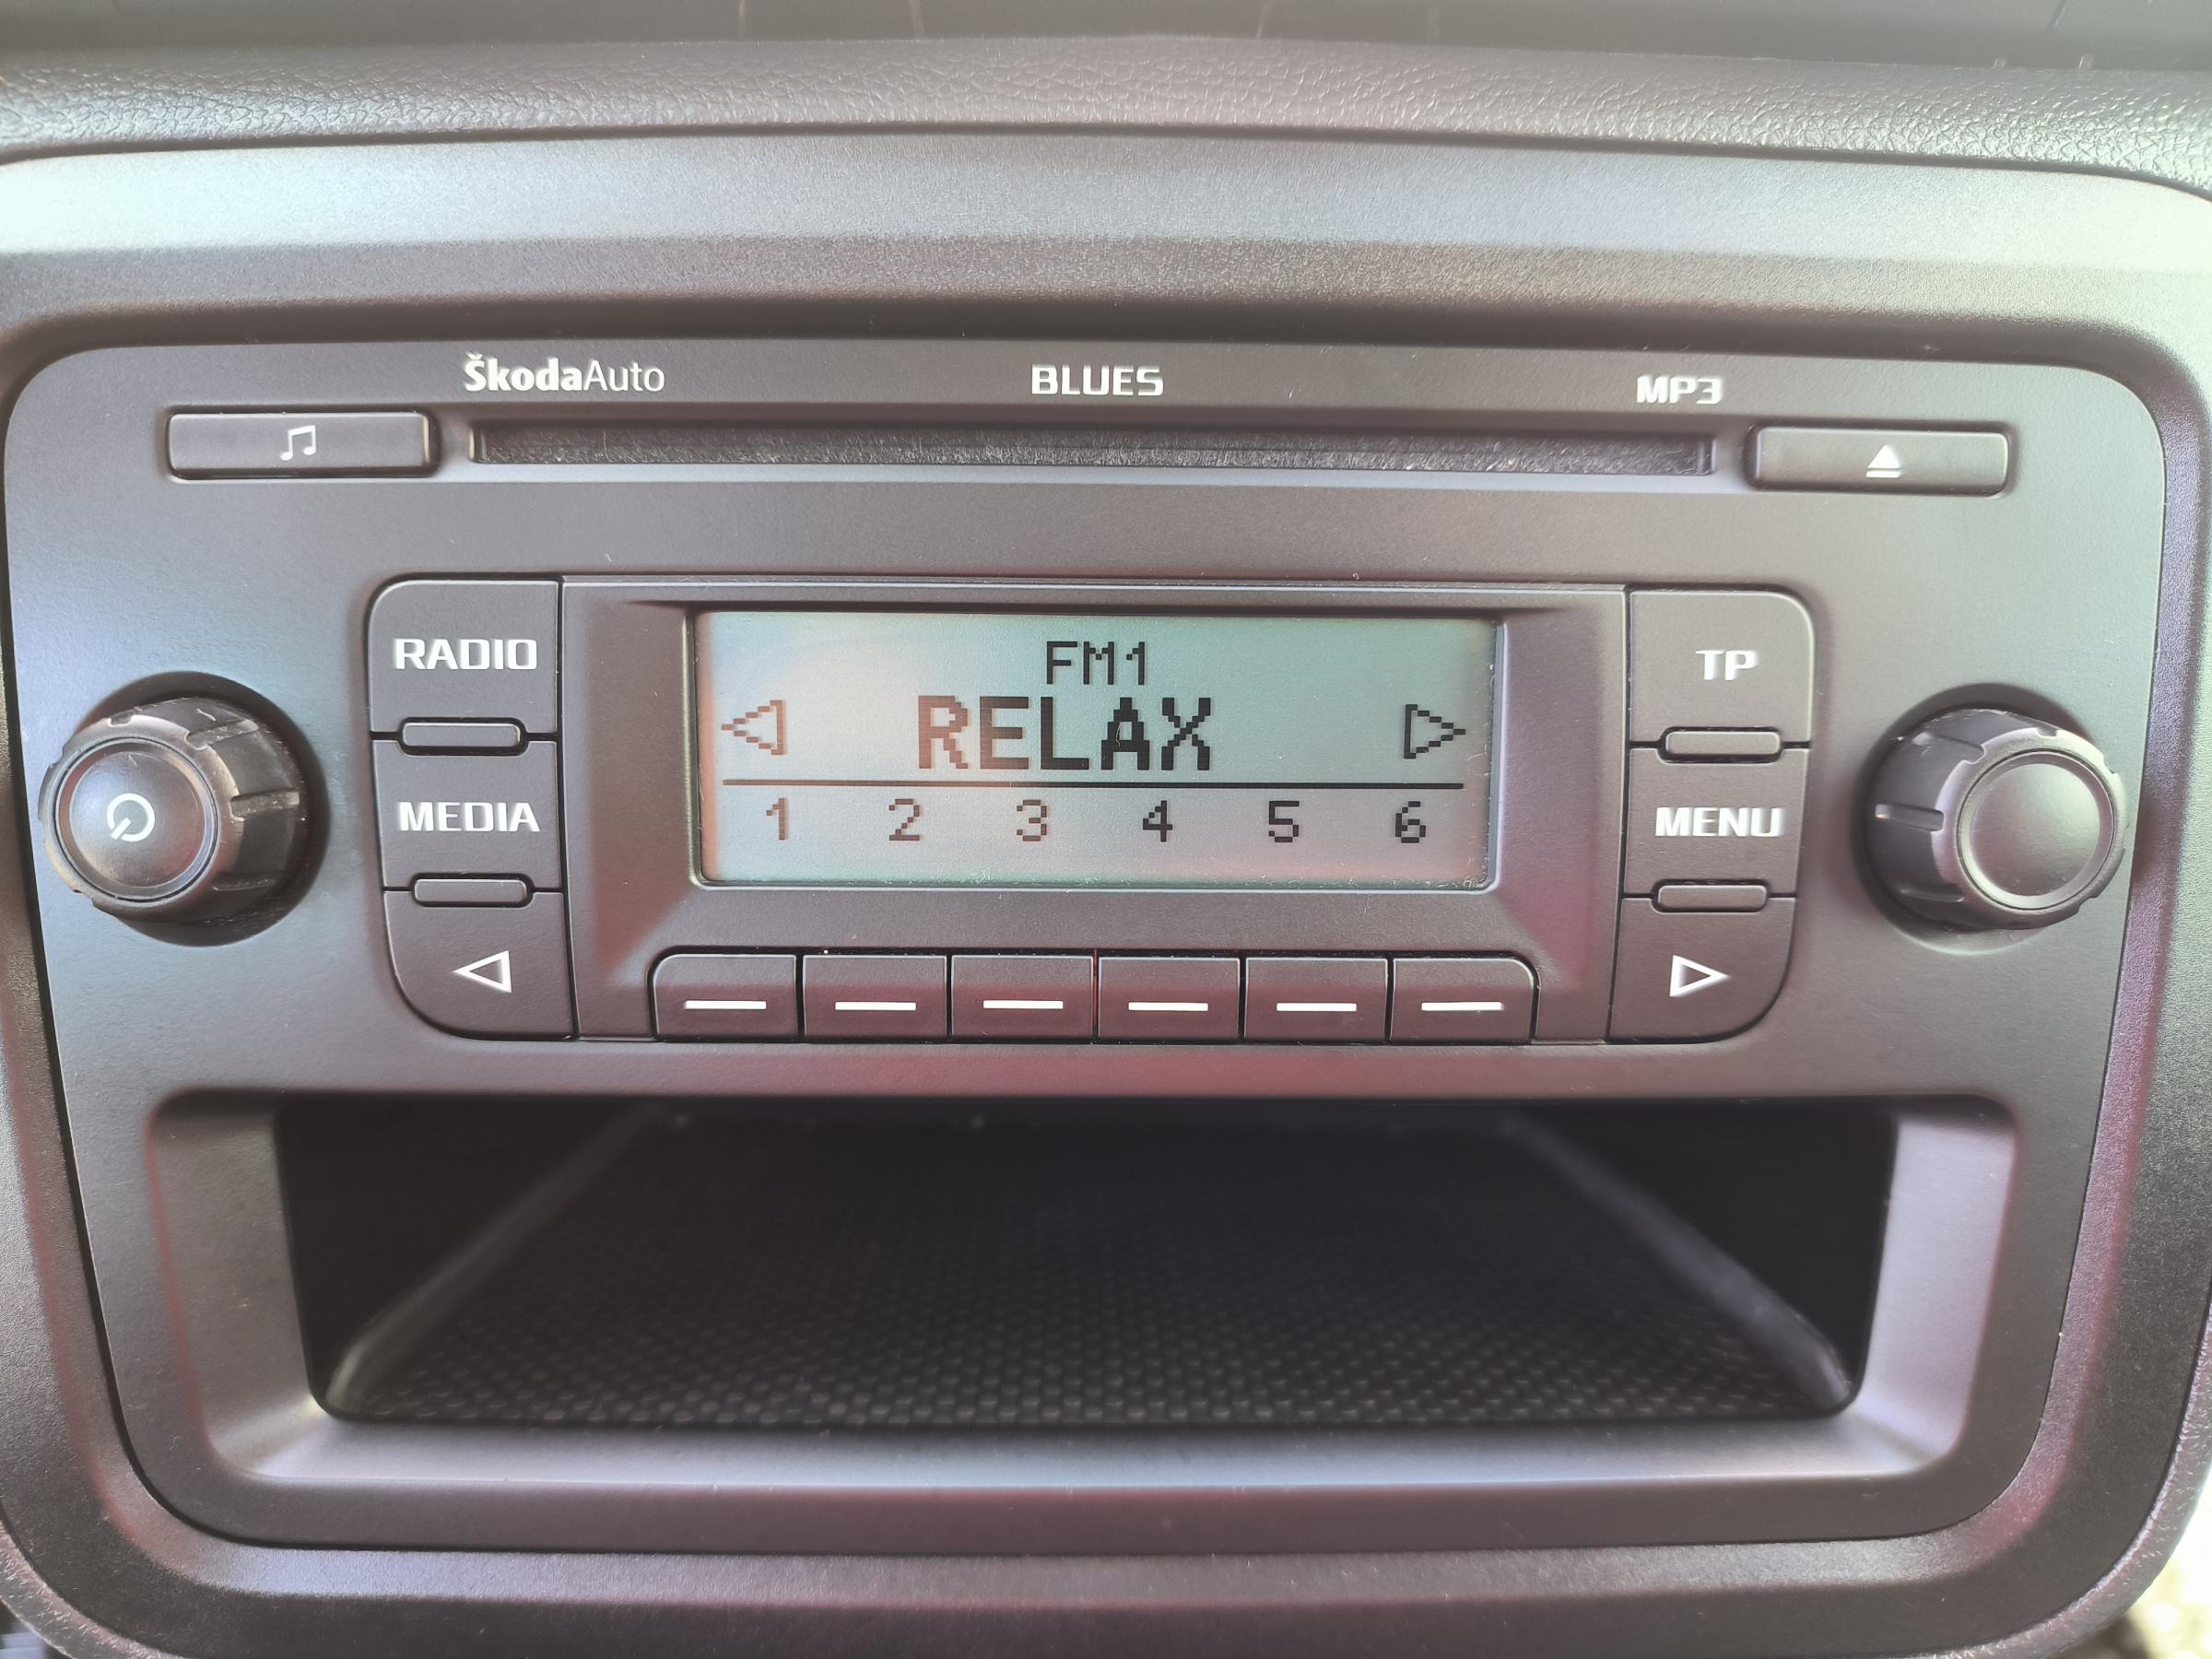 ŠkodaAuto BLUES MP3
RADIO
TP
FM1
RELAX
MEDIA
MENU
1 2 3 4 5 6